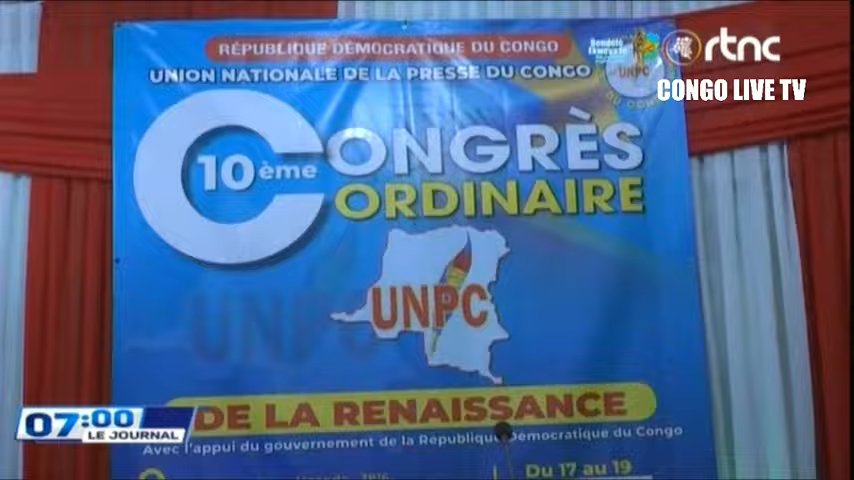 RÉPUBLIQUE DÉMOCRATIQUE DU CONGO
UNION NATIONALE DE LA PRESSE DU CONGO
UNPC
rtnc
CONGO LIVE TV
10ème
CONGRÈS
ORDINAIRE
UNPC
DE LA RENAISSANCE
Avec l'appui du gouvernement de la République Démocratique du Congo
Du 17 au 19
07:00
LE JOURNAL